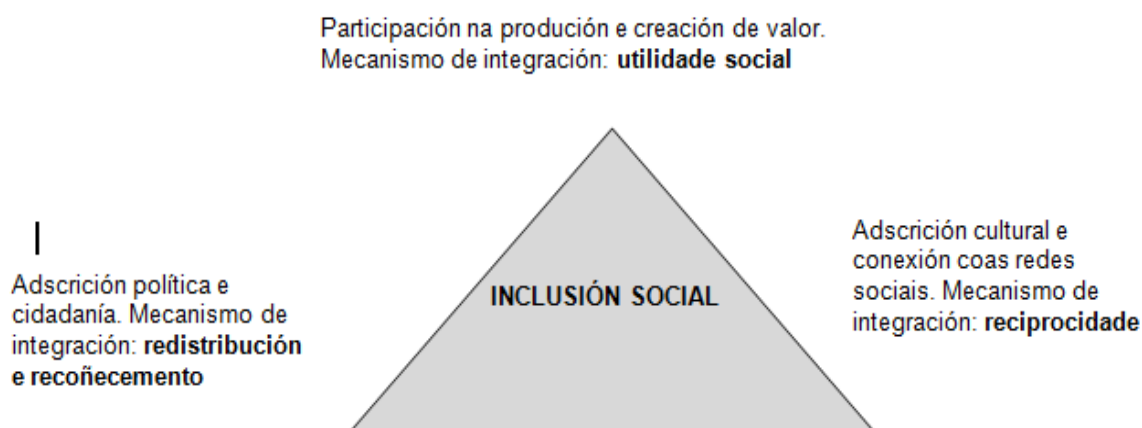 Participación na produción e creación de valor.
Mecanismo de integración: utilidade social
Adscrición política e
cidadanía. Mecanismo de
integración: redistribución
e recoñecemento
INCLUSIÓN SOCIAL
Adscrición cultural e
conexión coas redes
sociais. Mecanismo de
integración: reciprocidade